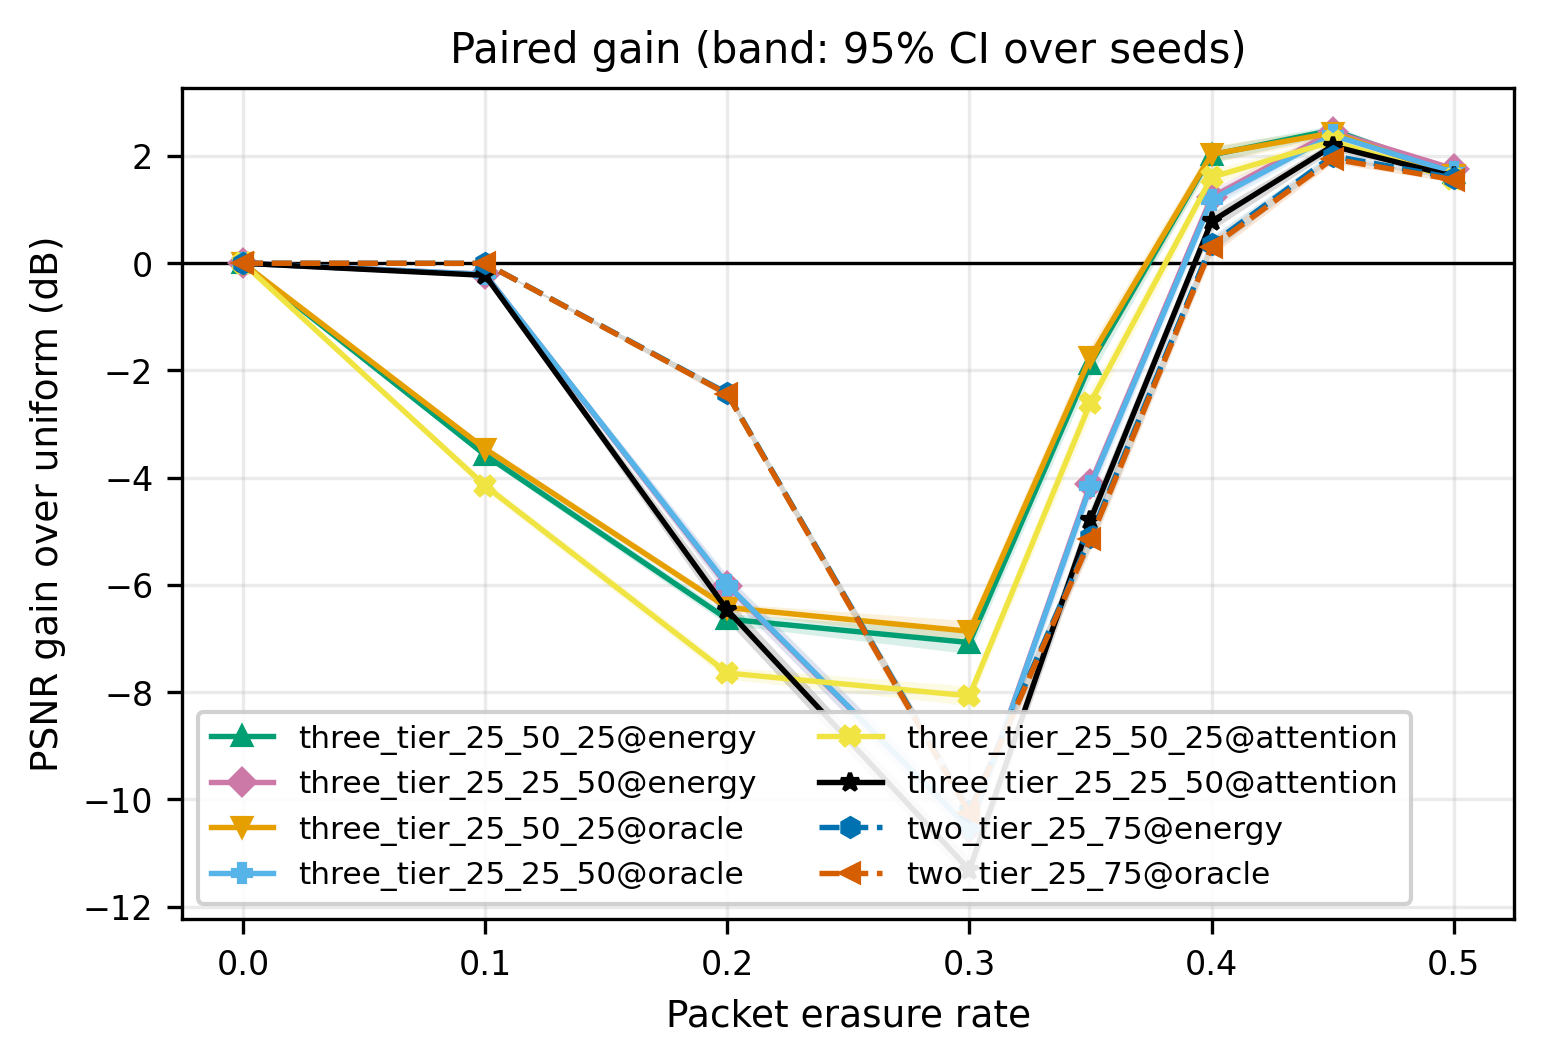 Paired gain (band: 95% CI over seeds)
PSNR gain over uniform (dB)
2
0
−2
−4
−6
−8
−10
−12
three_tier_25_50_25@energy
three_tier_25_25_50@energy
three_tier_25_50_25@oracle
three_tier_25_25_50@oracle
three_tier_25_50_25@attention
three_tier_25_25_50@attention
two_tier_25_75@energy
two_tier_25_75@oracle
0.0 0.1 0.2 0.3 0.4 0.5
Packet erasure rate